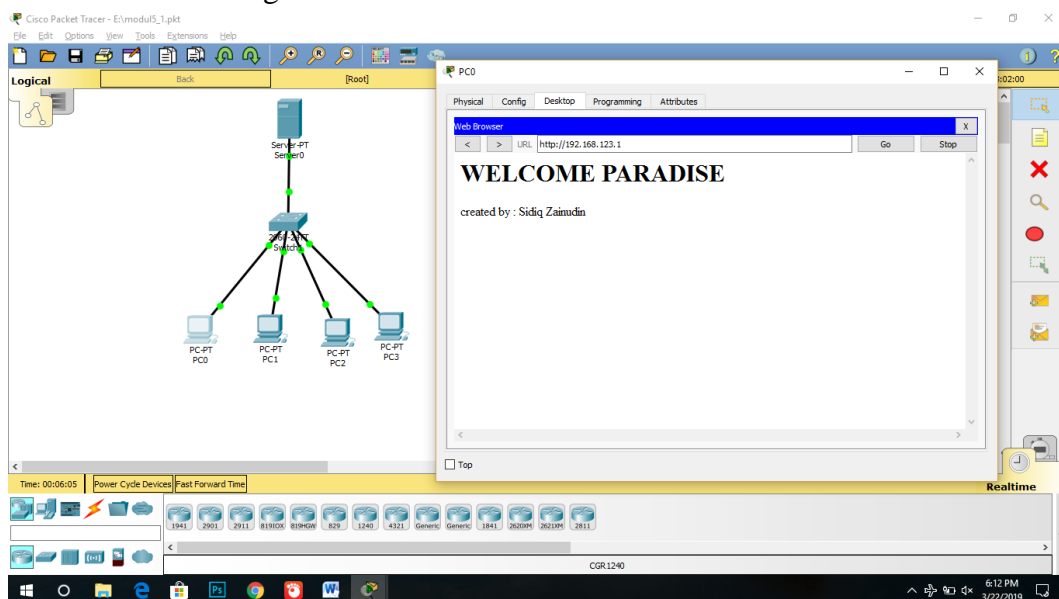 Cisco Packet Tracer - E:\modul5_1.pkt
File Edit Options View Tools Extensions Help
Logical Back [Root]
Server-PT
Server0
PC-PT
PC0
PC-PT
PC1
PC-PT
PC2
PC-PT
PC3
PC0
Physical Config Desktop Programming Attributes
Web Browser X
< > URL http://192.168.123.1 Go Stop
WELCOME PARADISE
created by : Sidiq Zainudin
Top
:02:00
Time: 00:06:05 Power Cycle Devices Fast Forward Time Realtime
1941 2901 2911 819IOX 819HGW 829 1240 4321 Generic Generic 1841 2620XM 2621XM 2811
CGR1240
6:12 PM
3/22/2019